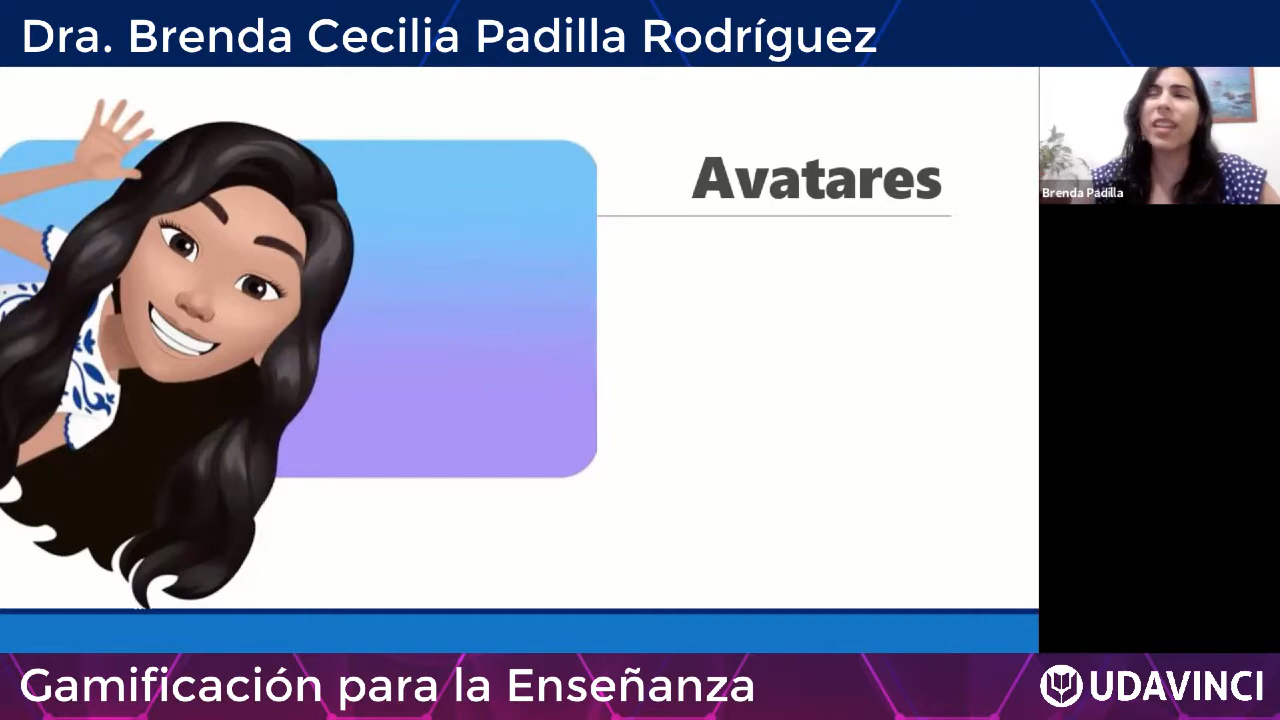 Dra. Brenda Cecilia Padilla Rodríguez
Avatares
Brenda Padilla
Gamificación para la Enseñanza
UDAVINCI